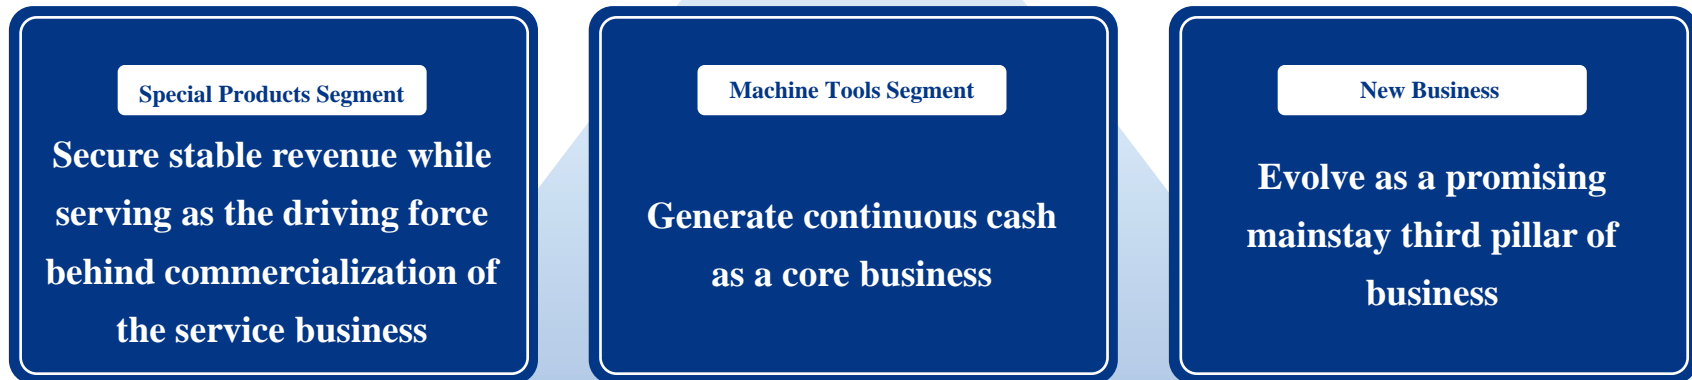 Special Products Segment
Secure stable revenue while
serving as the driving force
behind commercialization of
the service business
Machine Tools Segment
Generate continuous cash
as a core business
New Business
Evolve as a promising
mainstay third pillar of
business